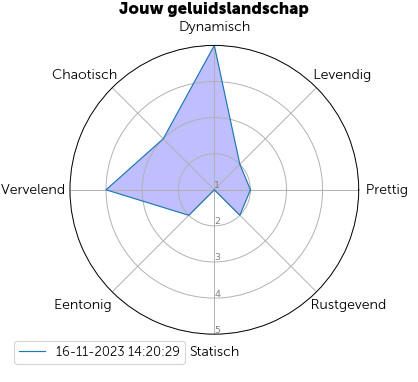 Jouw geluidslandschap
Dynamisch
Chaotisch
Levendig
Vervelend
1
Prettig
2
3
4
Eentonig
Rustgevend
5
16-11-2023 14:20:29
Statisch